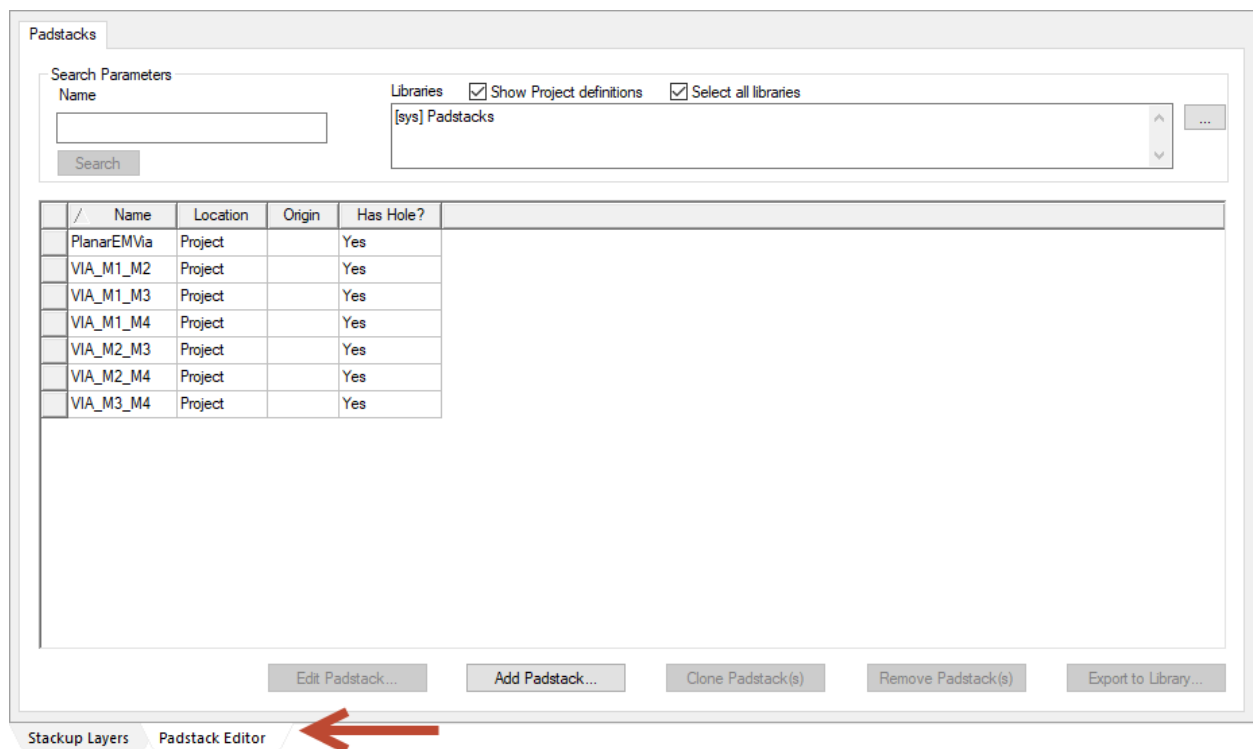 Padstacks
Search Parameters
Name
Libraries Show Project definitions Select all libraries
[sys] Padstacks
...
Search
/ Name Location Origin Has Hole?
PlanarEMVia Project Yes
VIA_M1_M2 Project Yes
VIA_M1_M3 Project Yes
VIA_M1_M4 Project Yes
VIA_M2_M3 Project Yes
VIA_M2_M4 Project Yes
VIA_M3_M4 Project Yes
Edit Padstack... Add Padstack... Clone Padstack(s) Remove Padstack(s) Export to Library...
Stackup Layers Padstack Editor